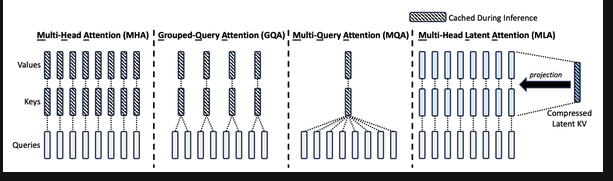 Cached During Inference
Multi-Head Attention (MHA)
Grouped-Query Attention (GQA)
Multi-Query Attention (MQA)
Multi-Head Latent Attention (MLA)
Values
Keys
Queries
projection
Compressed
Latent KV